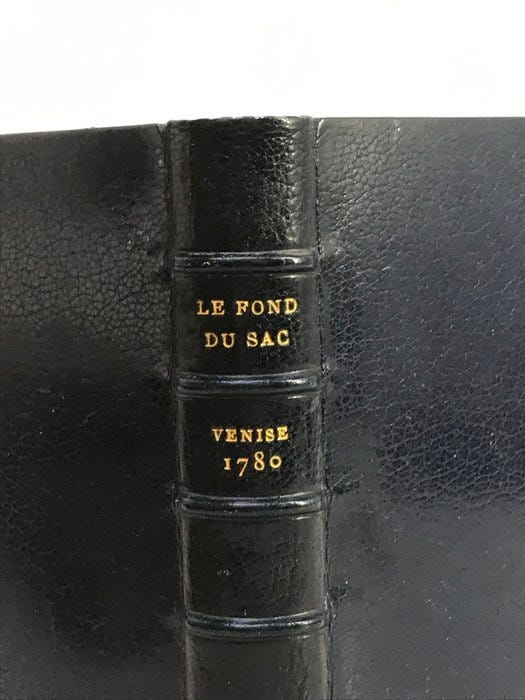 LE FOND
DU SAC
VENISE
1780